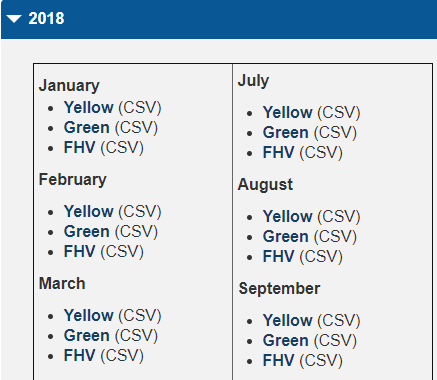 2018
January
Yellow (CSV)
Green (CSV)
FHV (CSV)
February
Yellow (CSV)
Green (CSV)
FHV (CSV)
March
Yellow (CSV)
Green (CSV)
FHV (CSV)
July
Yellow (CSV)
Green (CSV)
FHV (CSV)
August
Yellow (CSV)
Green (CSV)
FHV (CSV)
September
Yellow (CSV)
Green (CSV)
FHV (CSV)